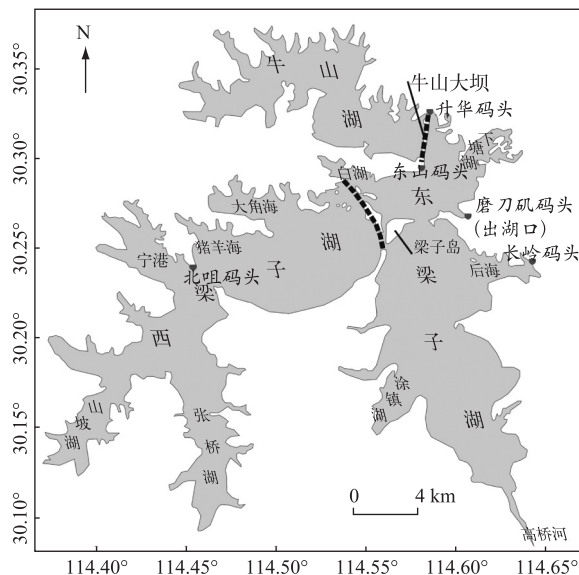 N
30.35°
30.30°
30.25°
30.20°
30.15°
30.10°
牛山湖
牛山大坝
升华码头
下塘湖
白湖
东山码头
东梁子湖
磨刀矶码头
(出湖口)
大角海
猪羊海
梁子岛
长岭码头
后海
宁港
北咀码头
西梁子湖
涂镇湖
山坡湖
张桥湖
0 4 km
高桥河
114.40° 114.45° 114.50° 114.55° 114.60° 114.65°